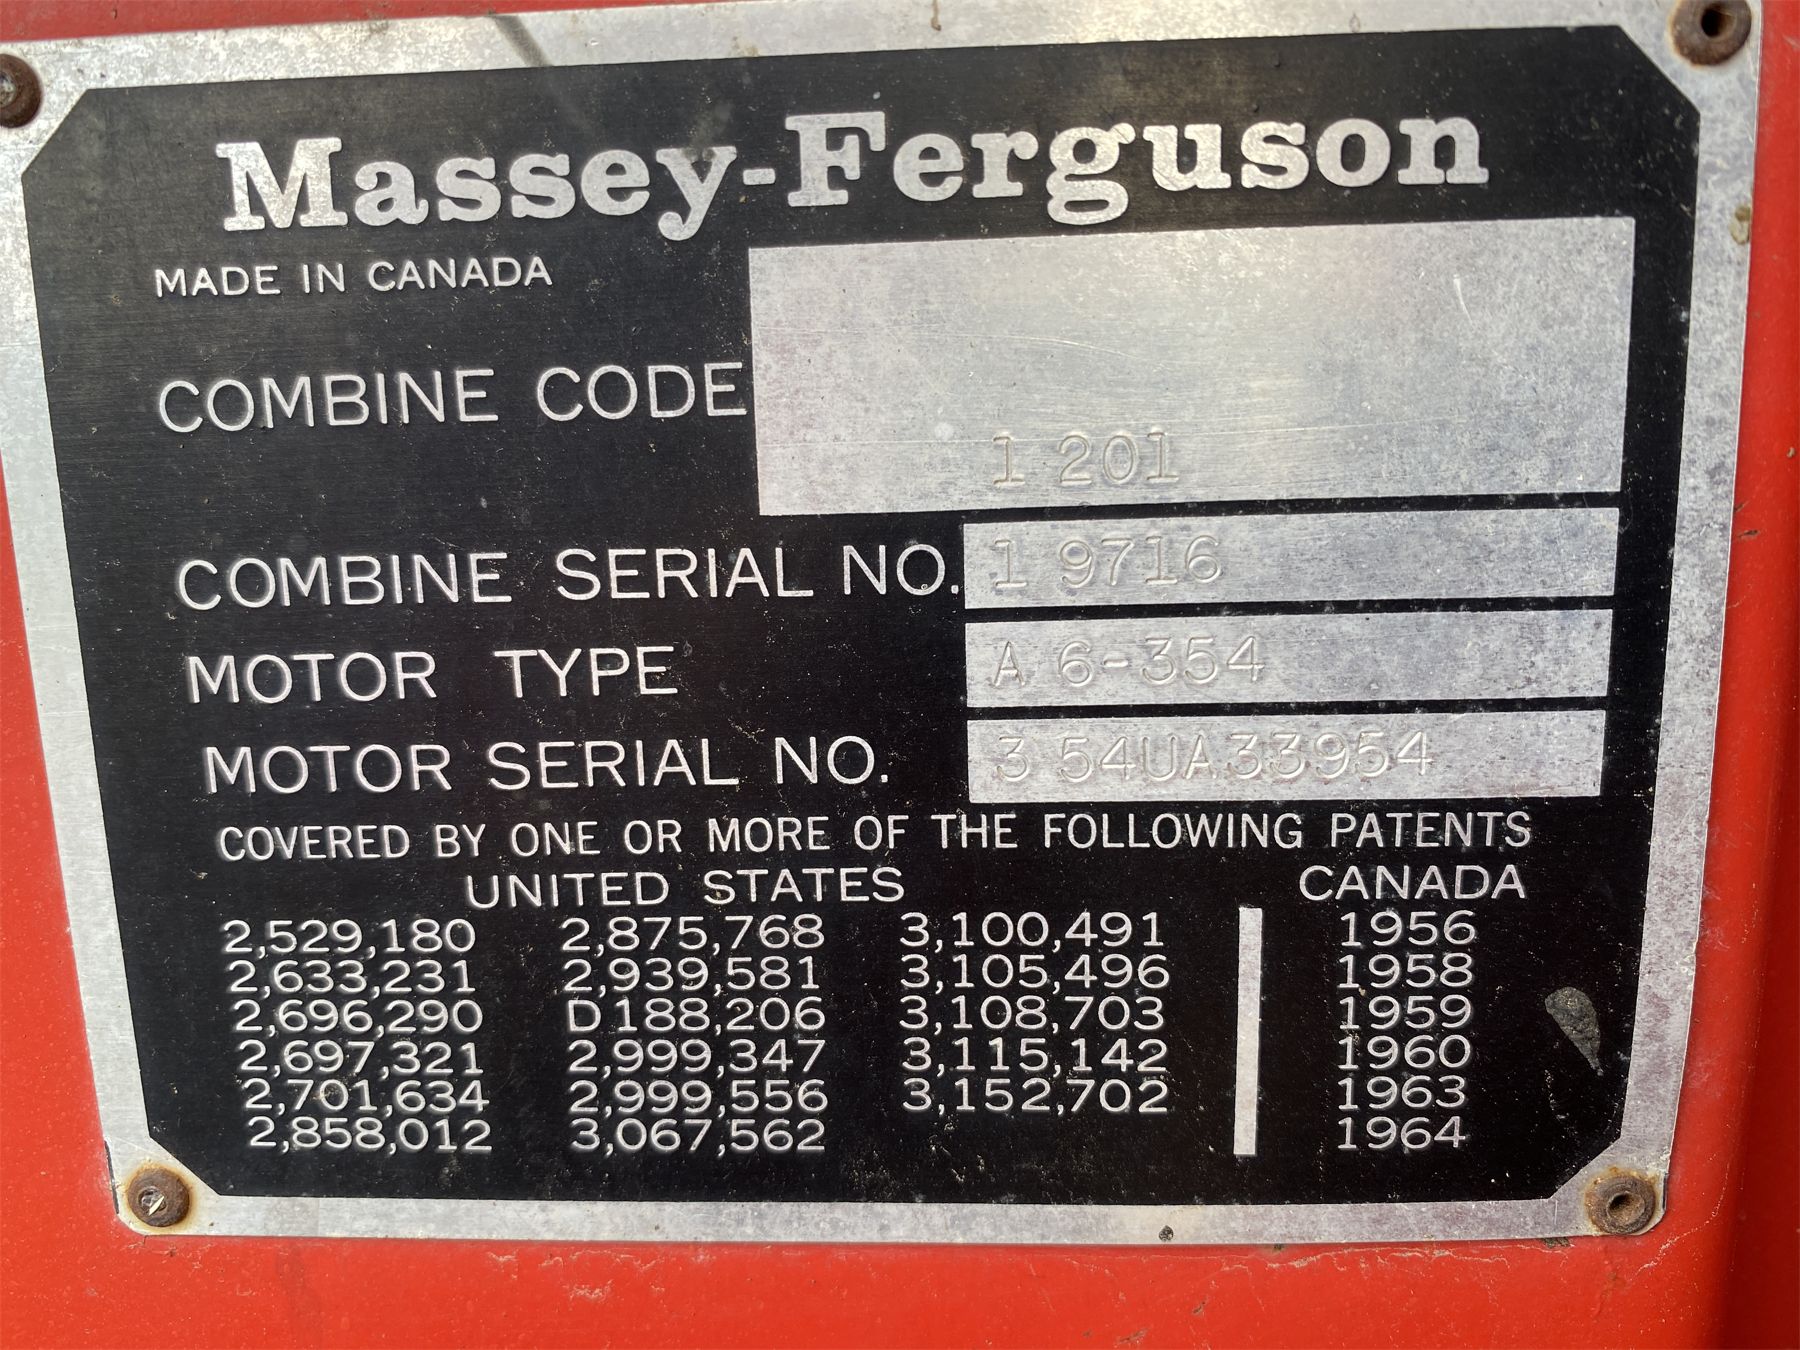 Massey-Ferguson
MADE IN CANADA
COMBINE CODE 1 201
COMBINE SERIAL NO. 1 9716
MOTOR TYPE A 6-354
MOTOR SERIAL NO. 3 54UA33954
COVERED BY ONE OR MORE OF THE FOLLOWING PATENTS
UNITED STATES CANADA
2,529,180 2,875,768 3,100,491 1956
2,633,231 2,939,581 3,105,496 1958
2,696,290 D188,206 3,108,703 1959
2,697,321 2,999,347 3,115,142 1960
2,701,634 2,999,556 3,152,702 1963
2,858,012 3,067,562 1964